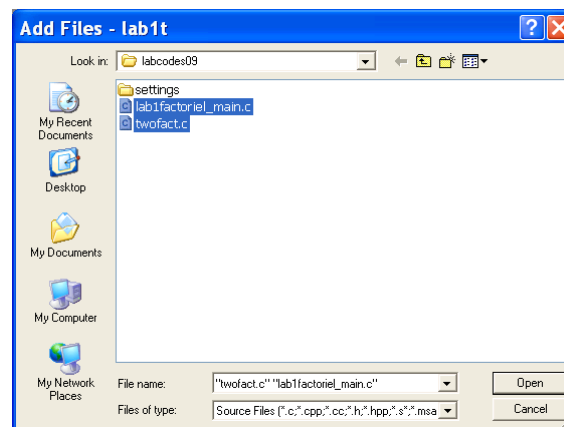 Add Files - lab1t
Look in: labcodes09
settings
lab1factoriel_main.c
twofact.c
My Recent
Documents
Desktop
My Documents
My Computer
My Network
Places
File name: "twofact.c" "lab1factoriel_main.c" Open
Files of type: Source Files (*.c;*.cpp;*.cc;*.h;*.hpp;*.s*;*.msa Cancel